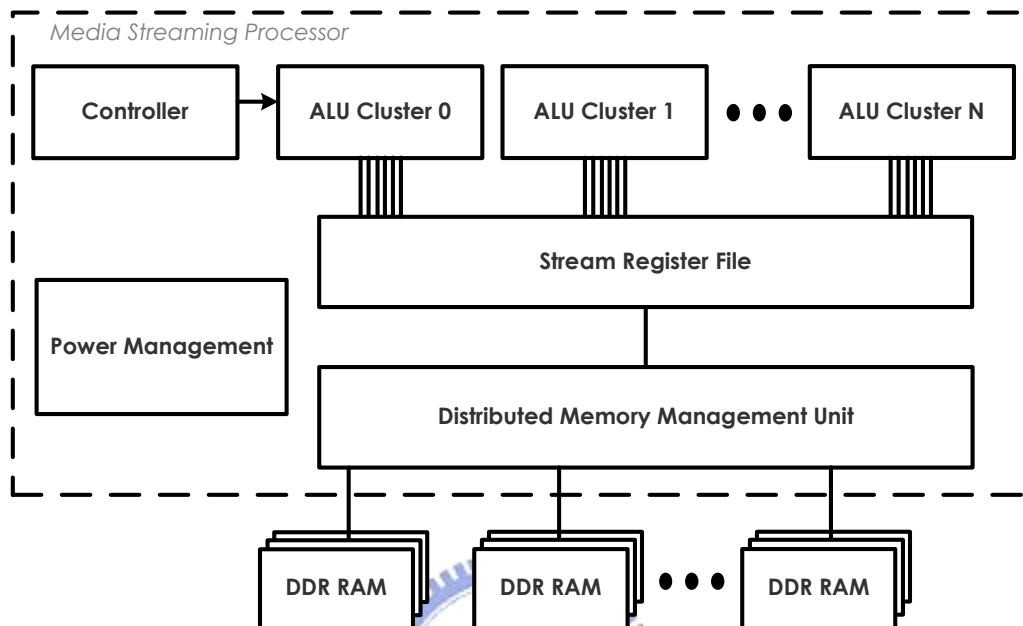 Media Streaming Processor
Controller
ALU Cluster 0
ALU Cluster 1
ALU Cluster N
Stream Register File
Power Management
Distributed Memory Management Unit
DDR RAM
DDR RAM
DDR RAM